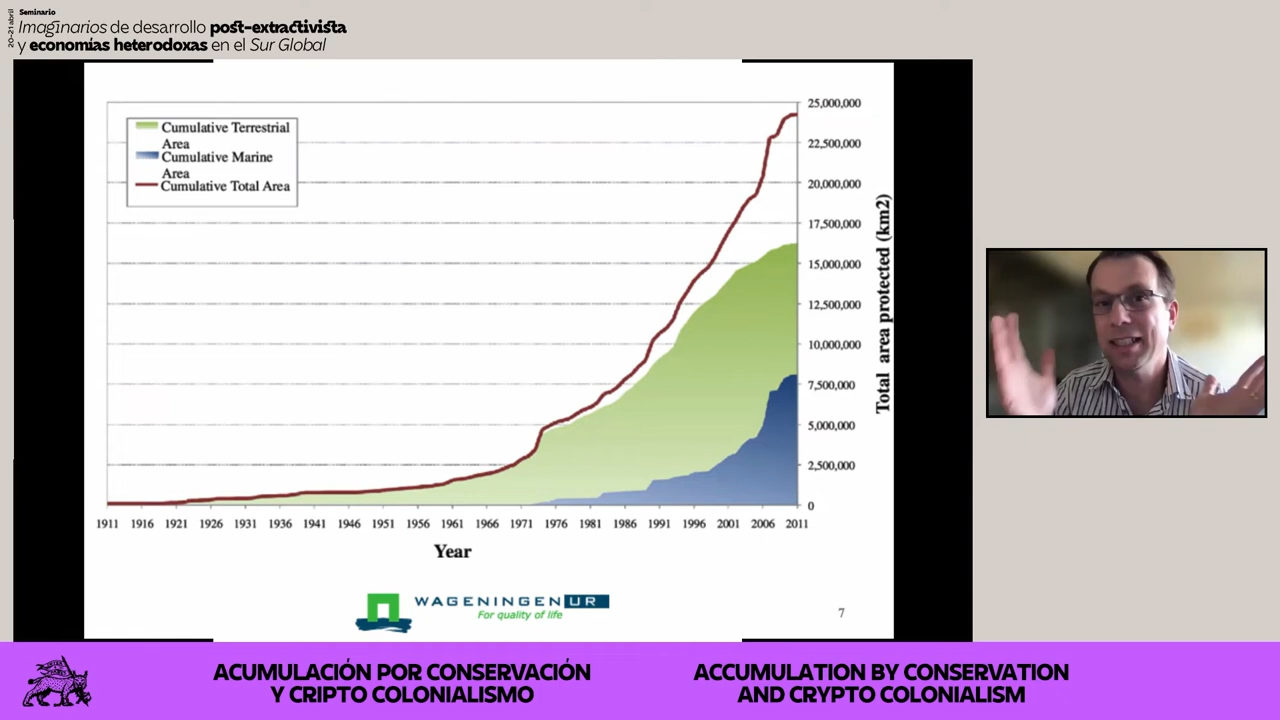 20-21 abril
Seminario
Imaginarios de desarrollo post-extractivista
y economías heterodoxas en el Sur Global
Cumulative Terrestrial
Area
Cumulative Marine
Area
Cumulative Total Area
25,000,000
22,500,000
20,000,000
17,500,000
15,000,000
12,500,000
10,000,000
7,500,000
5,000,000
2,500,000
0
Total area protected (km2)
1911 1916 1921 1926 1931 1936 1941 1946 1951 1956 1961 1966 1971 1976 1981 1986 1991 1996 2001 2006 2011
Year
WAGENINGEN UR
For quality of life
7
ACUMULACIÓN POR CONSERVACIÓN
Y CRIPTO COLONIALISMO
ACCUMULATION BY CONSERVATION
AND CRYPTO COLONIALISM